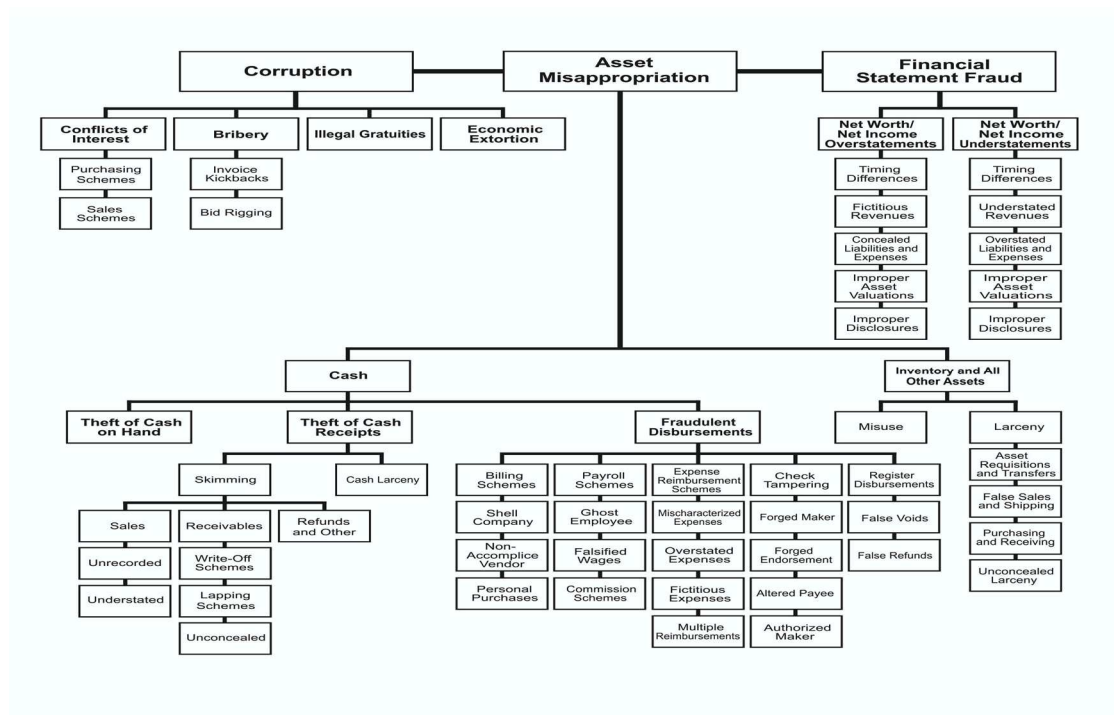 Corruption
Asset
Misappropriation
Financial
Statement Fraud
Conflicts of
Interest
Bribery
Illegal Gratuities
Economic
Extortion
Net Worth/
Net Income
Overstatements
Net Worth/
Net Income
Understatements
Purchasing
Schemes
Sales
Schemes
Invoice
Kickbacks
Bid Rigging
Timing
Differences
Fictitious
Revenues
Concealed
Liabilities and
Expenses
Improper
Asset
Valuations
Improper
Disclosures
Timing
Differences
Understated
Revenues
Overstated
Liabilities and
Expenses
Improper
Asset
Valuations
Improper
Disclosures
Cash
Inventory and All
Other Assets
Theft of Cash
on Hand
Theft of Cash
Receipts
Fraudulent
Disbursements
Misuse
Larceny
Skimming
Cash Larceny
Sales
Unrecorded
Understated
Receivables
Write-Off
Schemes
Lapping
Schemes
Unconcealed
Refunds
and Other
Billing
Schemes
Shell
Company
Non-
Accomplice
Vendor
Personal
Purchases
Payroll
Schemes
Ghost
Employee
Falsified
Wages
Commission
Schemes
Expense
Reimbursement
Schemes
Mischaracterized
Expenses
Overstated
Expenses
Fictitious
Expenses
Multiple
Reimbursements
Check
Tampering
Forged Maker
Forged
Endorsement
Altered Payee
Authorized
Maker
Register
Disbursements
False Voids
False Refunds
Asset
Requisitions
and Transfers
False Sales
and Shipping
Purchasing
and Receiving
Unconcealed
Larceny